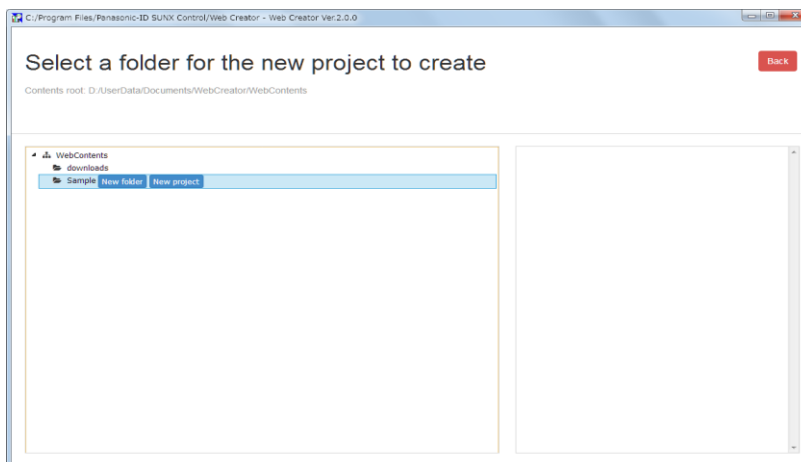 C:/Program Files/Panasonic-ID SUNX Control/Web Creator - Web Creator Ver.2.0.0
Select a folder for the new project to create
Back
Contents root: D:/UserData/Documents/WebCreator/WebContents
WebContents
downloads
Sample New folder New project